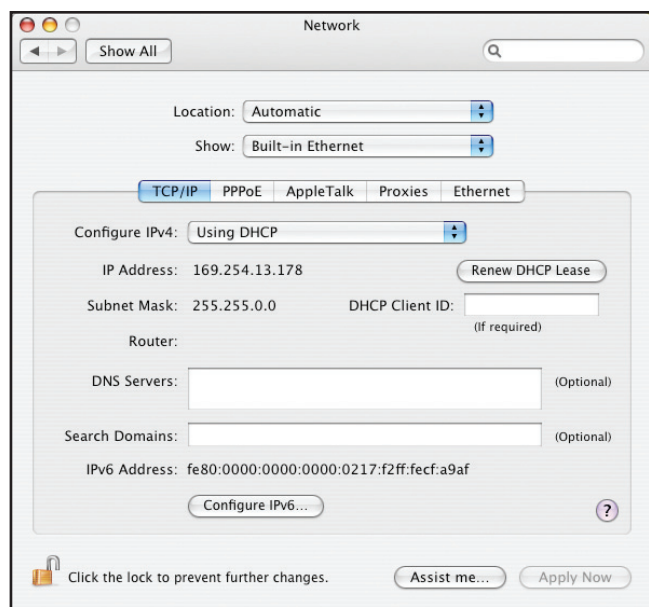 Network
Show All
Location: Automatic
Show: Built-in Ethernet
TCP/IP PPPoE AppleTalk Proxies Ethernet
Configure IPv4: Using DHCP
IP Address: 169.254.13.178 Renew DHCP Lease
Subnet Mask: 255.255.0.0 DHCP Client ID:
(If required)
Router:
DNS Servers: (Optional)
Search Domains: (Optional)
IPv6 Address: fe80:0000:0000:0000:0217:f2ff:fecf:a9af
Configure IPv6...
?
Click the lock to prevent further changes. Assist me... Apply Now